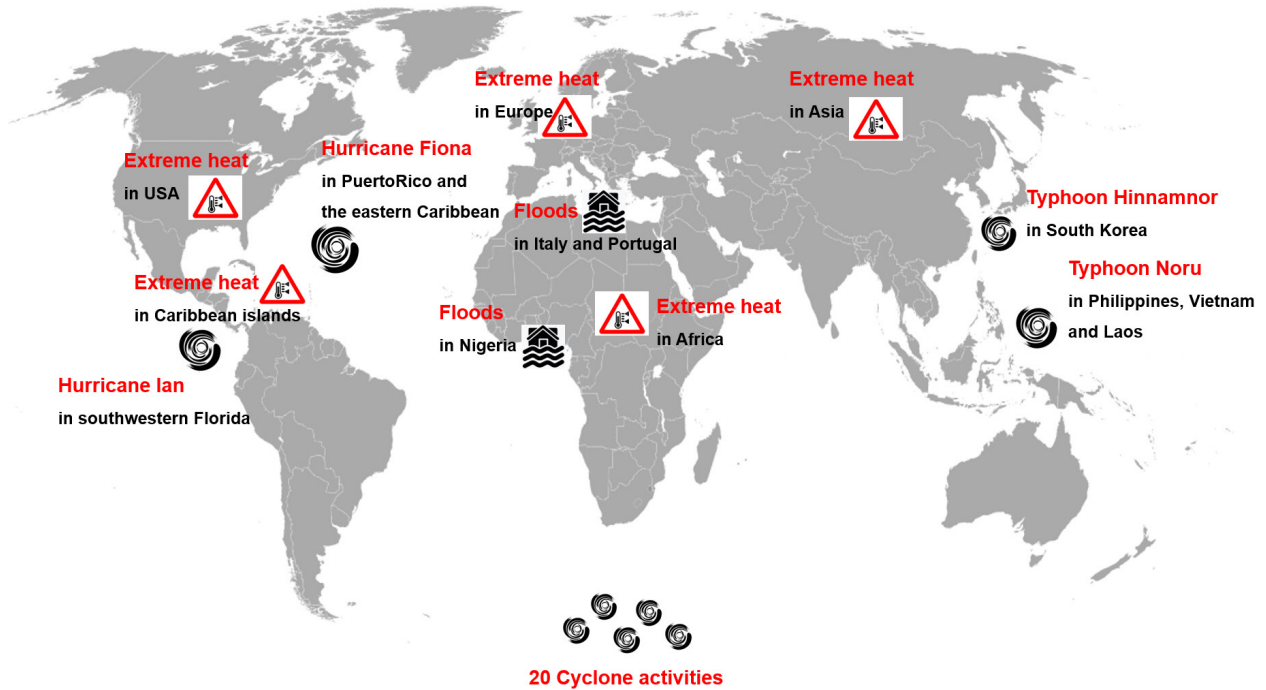 Extreme heat
in Europe
Extreme heat
in Asia
Extreme heat
in USA
Hurricane Fiona
in PuertoRico and
the eastern Caribbean
Floods
in Italy and Portugal
Typhoon Hinnamnor
in South Korea
Typhoon Noru
in Philippines, Vietnam
and Laos
Extreme heat
in Caribbean islands
Floods
in Nigeria
Extreme heat
in Africa
Hurricane Ian
in southwestern Florida
20 Cyclone activities